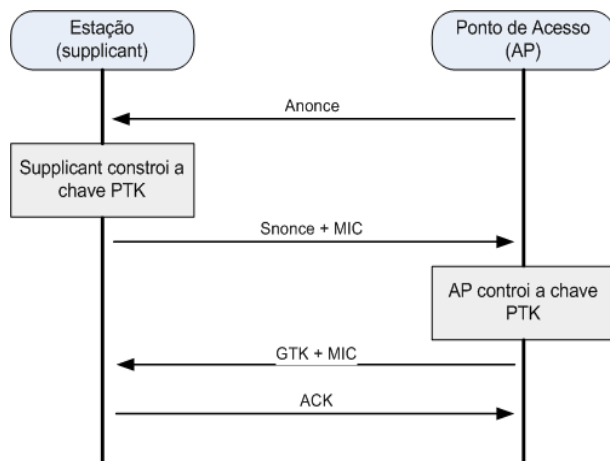 Estação
(supplicant)
Ponto de Acesso
(AP)
Anonce
Supplicant constroi a
chave PTK
Snonce + MIC
AP controi a chave
PTK
GTK + MIC
ACK